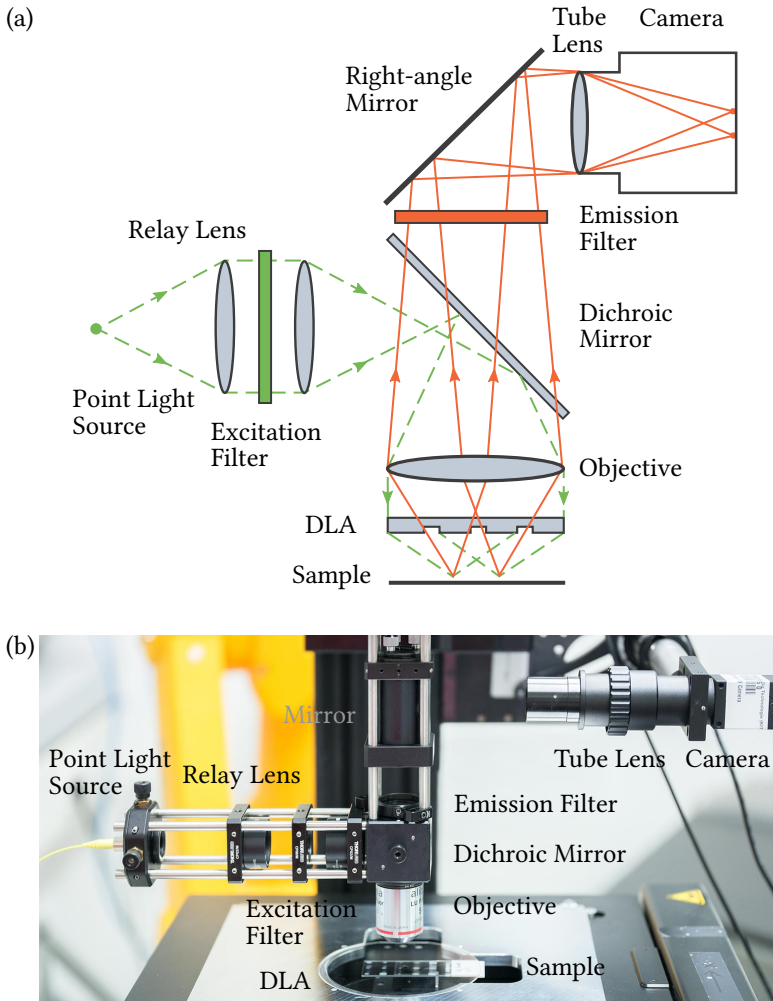 (a)
Tube
Lens
Camera
Right-angle
Mirror
Relay Lens
Emission
Filter
Dichroic
Mirror
Point Light
Source
Excitation
Filter
Objective
DLA
Sample
(b)
Mirror
Point Light
Source
Relay Lens
Tube Lens
Camera
Emission Filter
Dichroic Mirror
Excitation
Filter
Objective
DLA
Sample